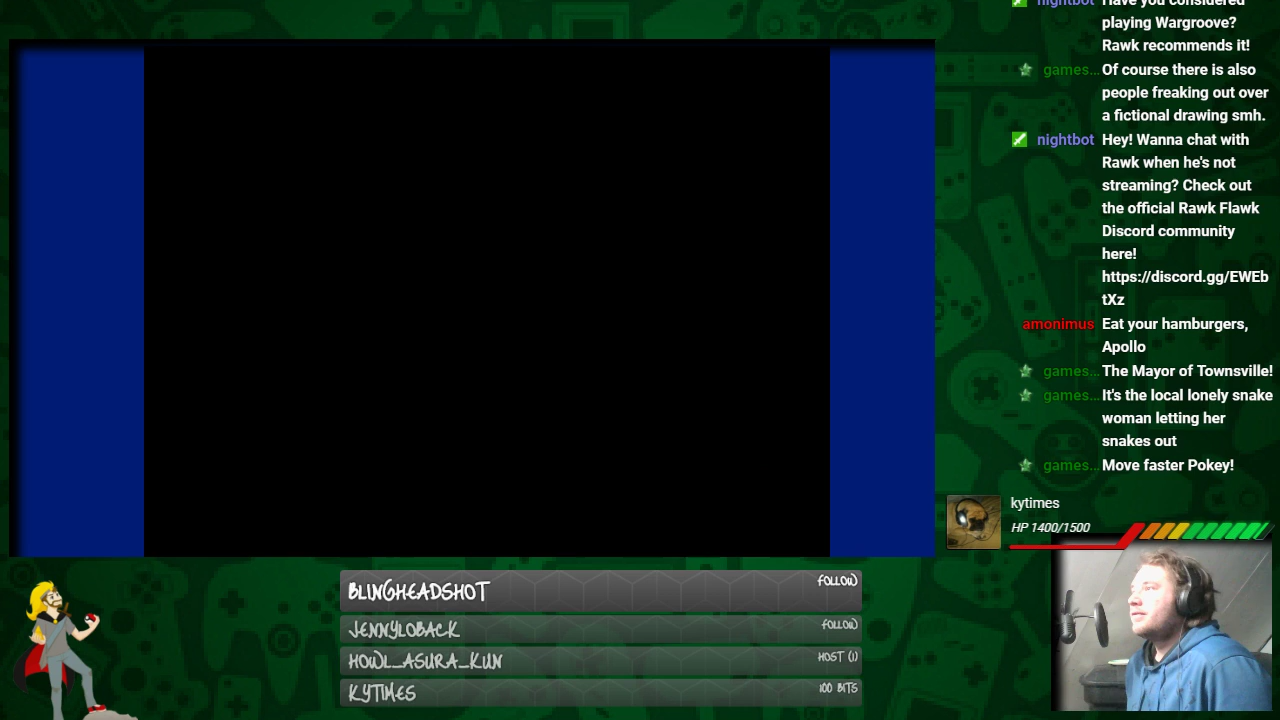 nightbot Have you considered
playing Wargroove?
Rawk recommends it!
games... Of course there is also
people freaking out over
a fictional drawing smh.
nightbot Hey! Wanna chat with
Rawk when he's not
streaming? Check out
the official Rawk Flawk
Discord community
here!
https://discord.gg/EWEb
tXz
amonimus Eat your hamburgers,
Apollo
games... The Mayor of Townsville!
games... It's the local lonely snake
woman letting her
snakes out
games... Move faster Pokey!
kytimes
HP 1400/1500
BLINGHEADSHOT FOLLOW
JENNYLOBACK FOLLOW
HOWL_ASURA_KUN HOST (1)
KYTIMES 100 BITS